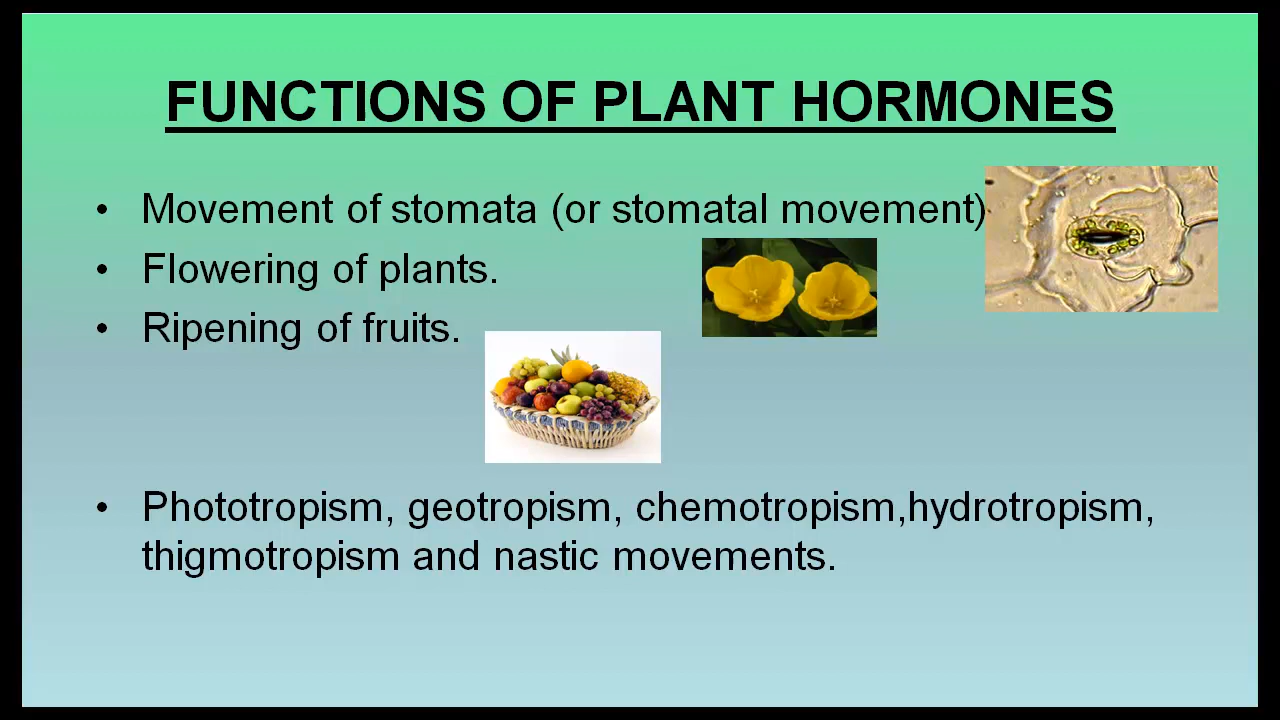 FUNCTIONS OF PLANT HORMONES
• Movement of stomata (or stomatal movement)
• Flowering of plants.
• Ripening of fruits.
• Phototropism, geotropism, chemotropism,hydrotropism,
thigmotropism and nastic movements.